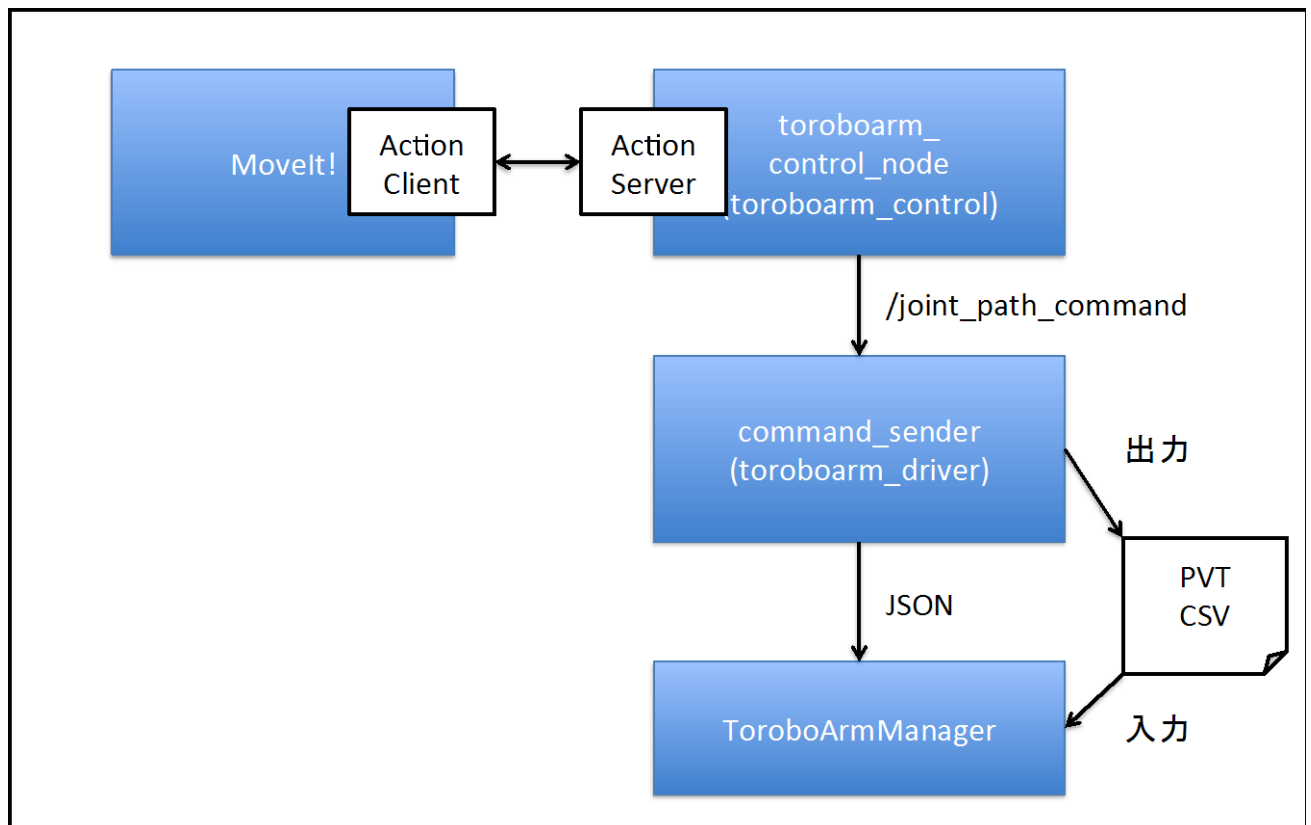 MoveIt!
Action
Client
Action
Server
toroboarm_
control_node
(toroboarm_control)
/joint_path_command
command_sender
(toroboarm_driver)
出力
PVT
CSV
JSON
ToroboArmManager
入力